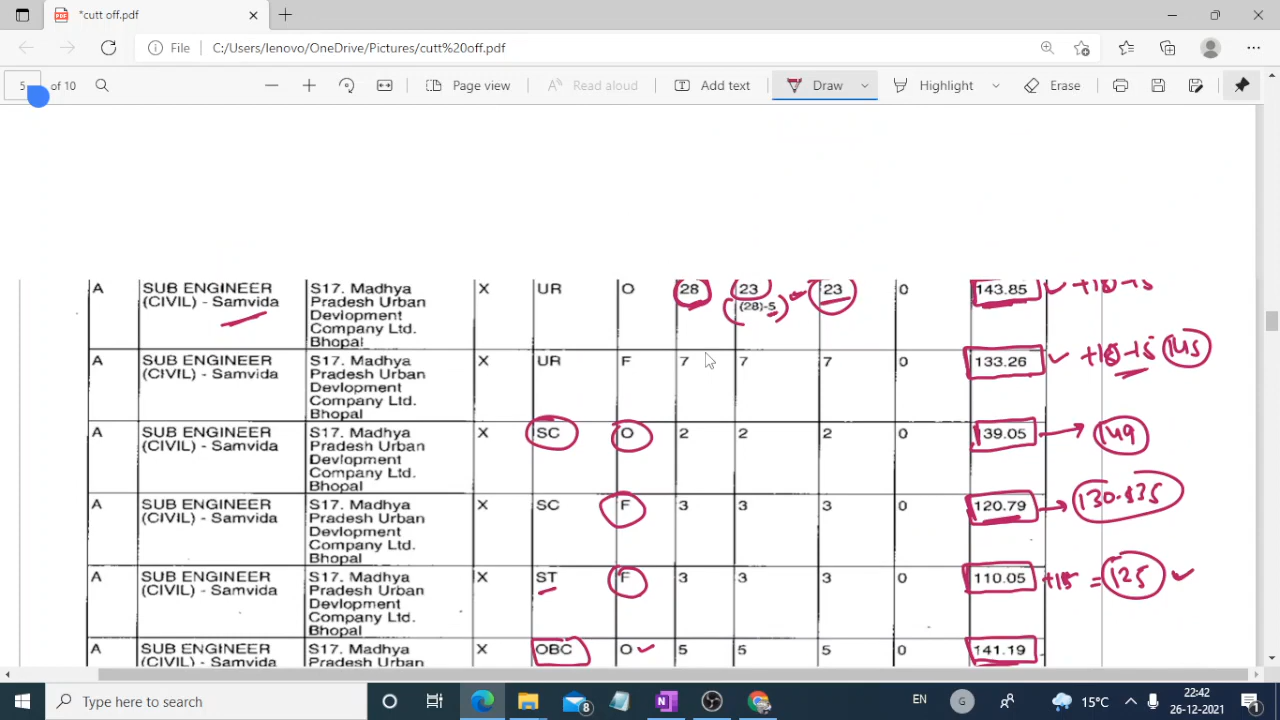 *cutt off.pdf
File C:/Users/lenovo/OneDrive/Pictures/cutt%20off.pdf
5 of 10 Page view Read aloud Add text Draw Highlight Erase
A SUB ENGINEER S17. Madhya X UR O 28 23 23 0 143.85
(CIVIL) - Samvida Pradesh Urban (28)-5
Devlopment
Company Ltd.
Bhopal
A SUB ENGINEER S17. Madhya X UR F 7 7 7 0 133.26 145
(CIVIL) - Samvida Pradesh Urban
Devlopment
Company Ltd.
Bhopal
A SUB ENGINEER S17. Madhya X SC O 2 2 2 0 139.05 149
(CIVIL) - Samvida Pradesh Urban
Devlopment
Company Ltd.
Bhopal
A SUB ENGINEER S17. Madhya X SC F 3 3 3 0 120.79 130-135
(CIVIL) - Samvida Pradesh Urban
Devlopment
Company Ltd.
Bhopal
A SUB ENGINEER S17. Madhya X ST F 3 3 3 0 110.05 +15 = 125
(CIVIL) - Samvida Pradesh Urban
Devlopment
Company Ltd.
Bhopal
A SUB ENGINEER S17. Madhya X OBC O 5 5 5 0 141.19
(CIVIL) - Samvida Pradesh Urban
Type here to search 8 15°C EN 22:42
26-12-2021 1